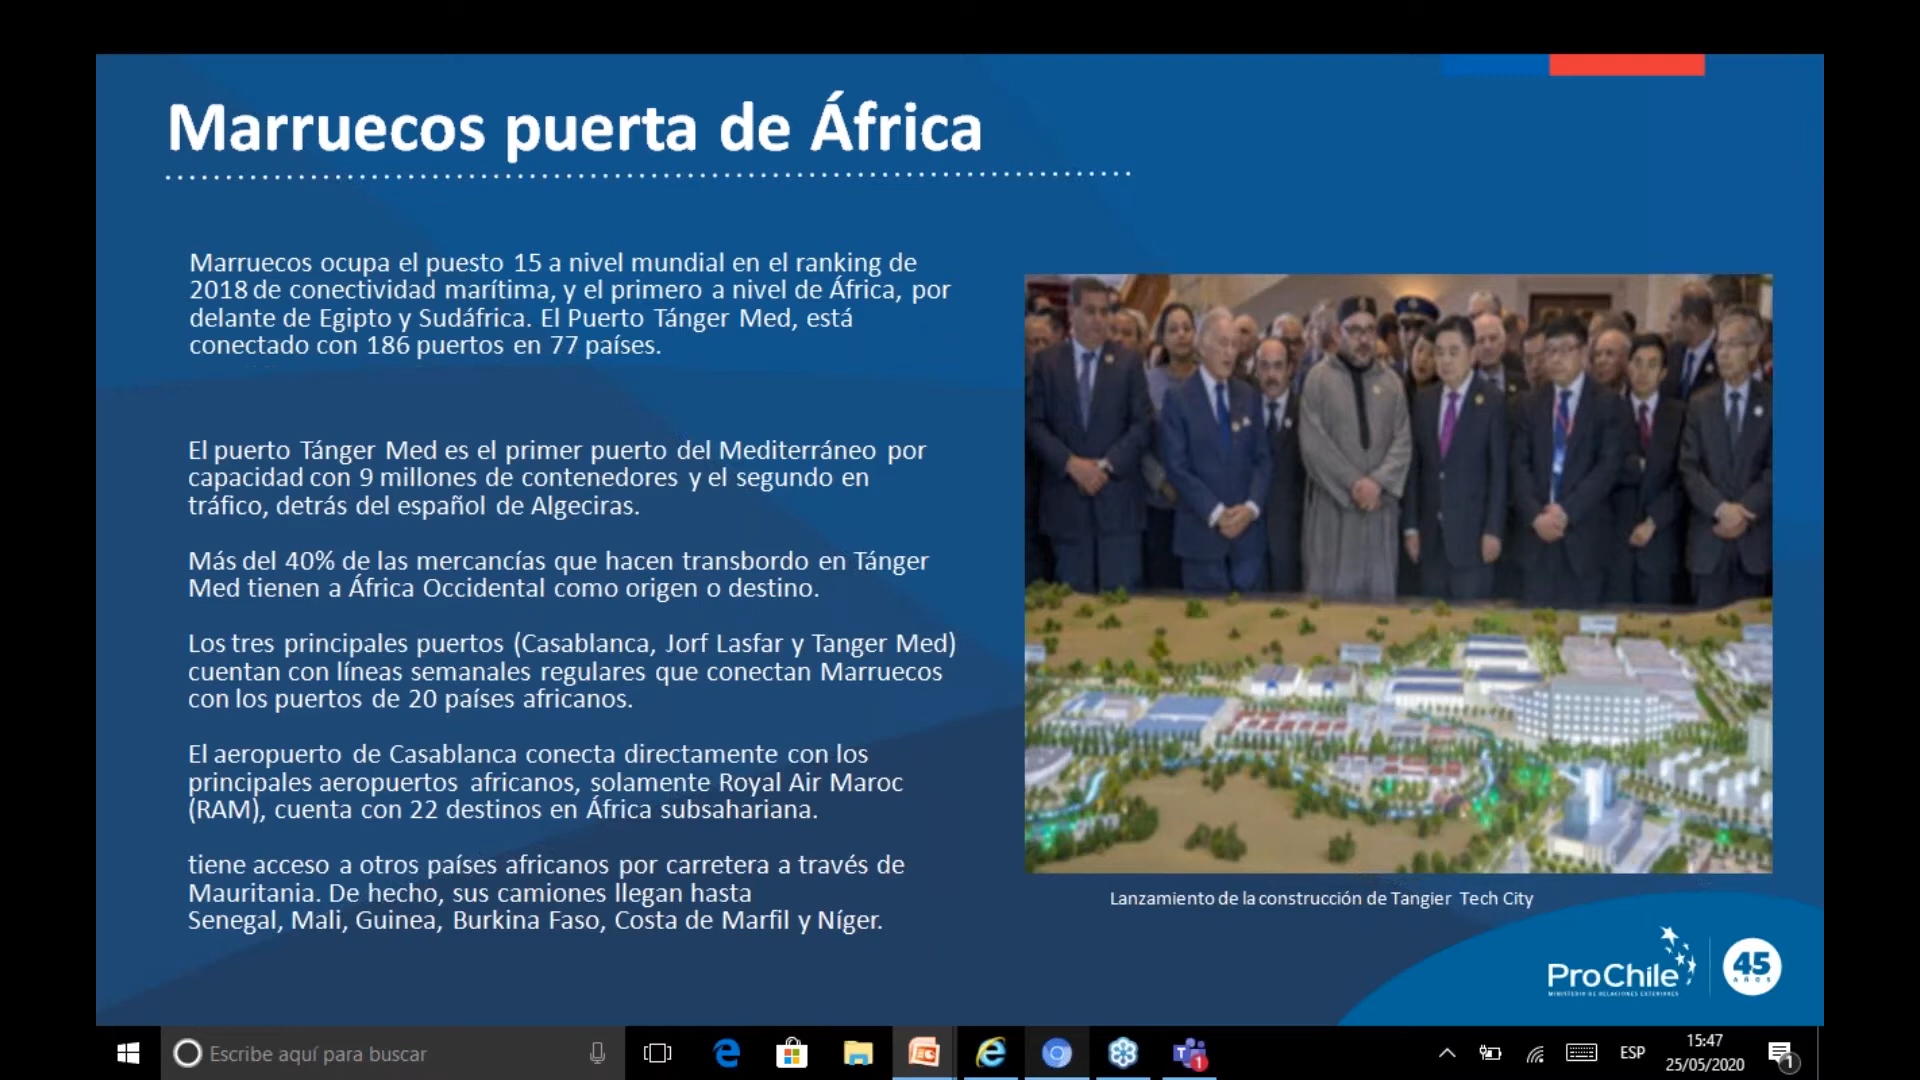 Marruecos puerta de África
Marruecos ocupa el puesto 15 a nivel mundial en el ranking de
2018 de conectividad marítima, y el primero a nivel de África, por
delante de Egipto y Sudáfrica. El Puerto Tánger Med, está
conectado con 186 puertos en 77 países.
El puerto Tánger Med es el primer puerto del Mediterráneo por
capacidad con 9 millones de contenedores y el segundo en
tráfico, detrás del español de Algeciras.
Más del 40% de las mercancías que hacen transbordo en Tánger
Med tienen a África Occidental como origen o destino.
Los tres principales puertos (Casablanca, Jorf Lasfar y Tanger Med)
cuentan con líneas semanales regulares que conectan Marruecos
con los puertos de 20 países africanos.
El aeropuerto de Casablanca conecta directamente con los
principales aeropuertos africanos, solamente Royal Air Maroc
(RAM), cuenta con 22 destinos en África subsahariana.
tiene acceso a otros países africanos por carretera a través de
Mauritania. De hecho, sus camiones llegan hasta
Senegal, Mali, Guinea, Burkina Faso, Costa de Marfil y Níger.
Lanzamiento de la construcción de Tangier Tech City
ProChile
MINISTERIO DE RELACIONES EXTERIORES
45
AÑOS
Escribe aquí para buscar
1
ESP
15:47
25/05/2020
1